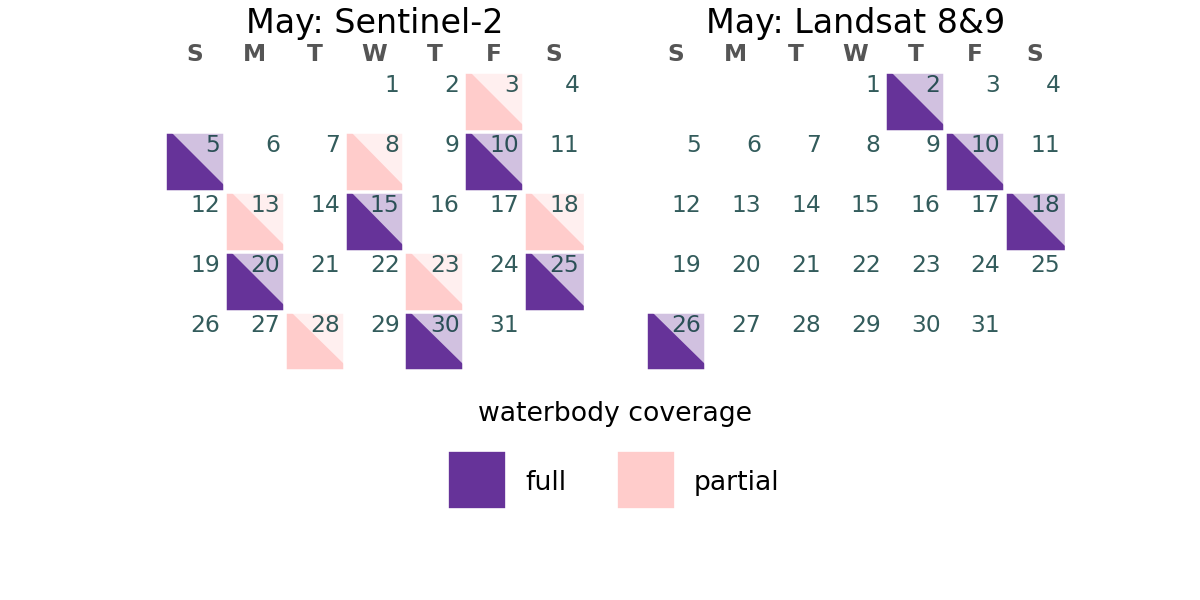 May: Sentinel-2
S M T W T F S
1 2 3 4
5 6 7 8 9 10 11
12 13 14 15 16 17 18
19 20 21 22 23 24 25
26 27 28 29 30 31
May: Landsat 8&9
S M T W T F S
1 2 3 4
5 6 7 8 9 10 11
12 13 14 15 16 17 18
19 20 21 22 23 24 25
26 27 28 29 30 31
waterbody coverage
full partial